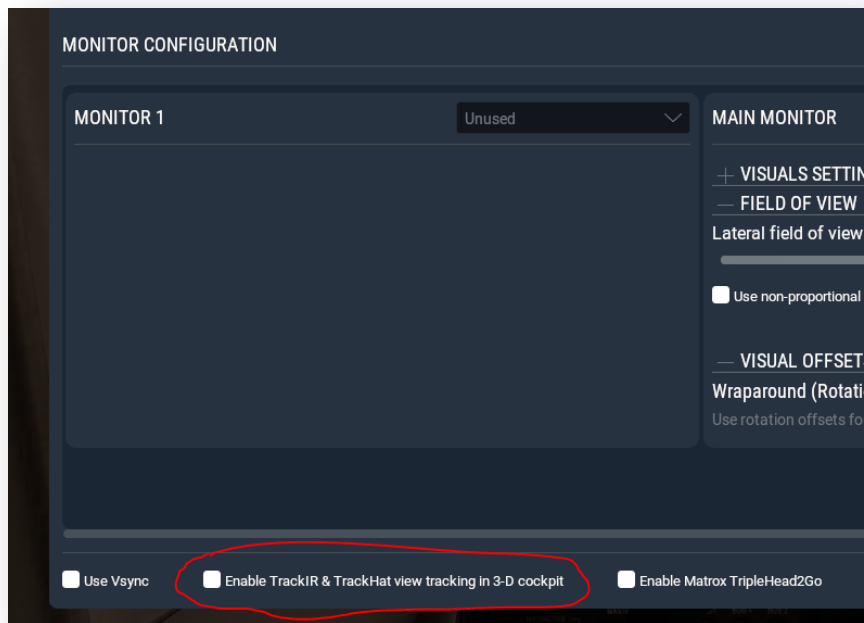 MONITOR CONFIGURATION
MONITOR 1
Unused
MAIN MONITOR
VISUALS SETTIN
FIELD OF VIEW
Lateral field of view
Use non-proportional
VISUAL OFFSETS
Wraparound (Rotati
Use rotation offsets fo
Use Vsync
Enable TrackIR & TrackHat view tracking in 3-D cockpit
Enable Matrox TripleHead2Go